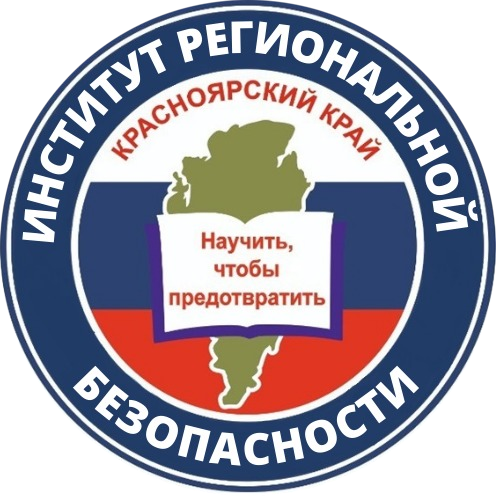 ИНСТИТУТ РЕГИОНАЛЬНОЙ
БЕЗОПАСНОСТИ
КРАСНОЯРСКИЙ КРАЙ
Научить,
чтобы
предотвратить